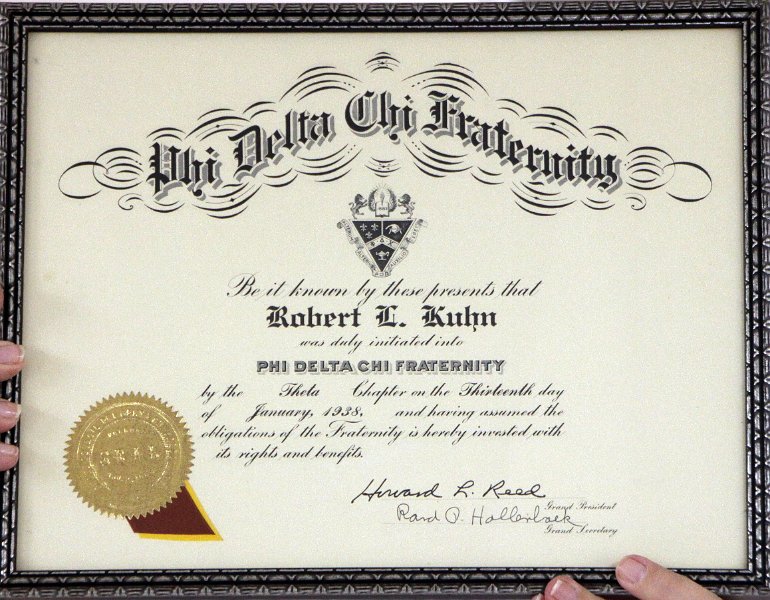 Phi Delta Chi Fraternity
Be it known by these presents that
Robert L. Kuhn
was duly initiated into
PHI DELTA CHI FRATERNITY
by the Theta Chapter on the Thirteenth day
of January, 1938, and having assumed the
obligations of the Fraternity is hereby invested with
its rights and benefits.
Howard L. Reed
Grand President
Hollenback
Grand Secretary
SEAL